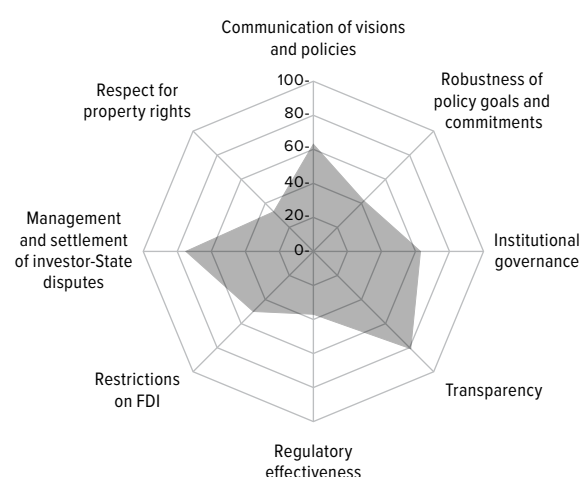 Communication of visions
and policies
Robustness of
policy goals and
commitments
Respect for
property rights
100-
80-
60-
40-
20-
0-
Management
and settlement
of investor-State
disputes
Institutional
governance
Restrictions
on FDI
Transparency
Regulatory
effectiveness